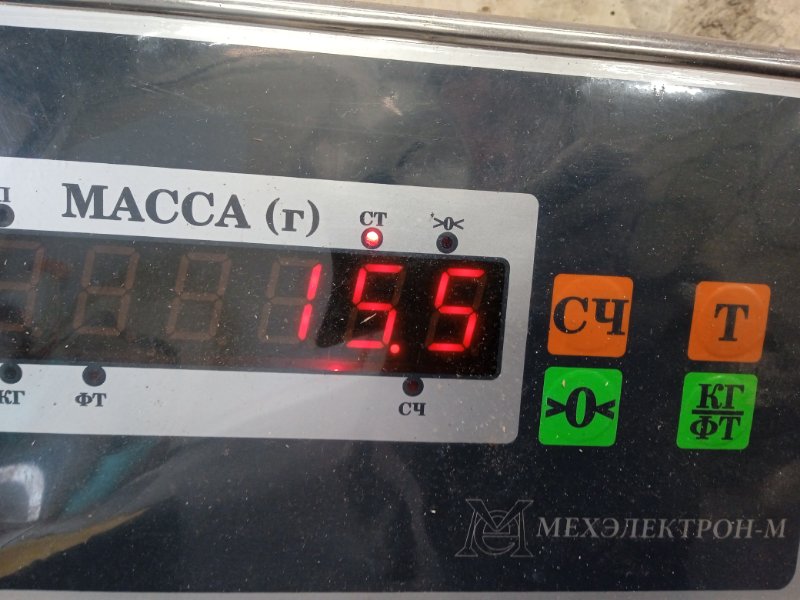 П
МАССА (г) СТ >0<
15.5
КГ ФТ СЧ
СЧ Т
>0< КГ/ФТ
МЕХЭЛЕКТРОН-М